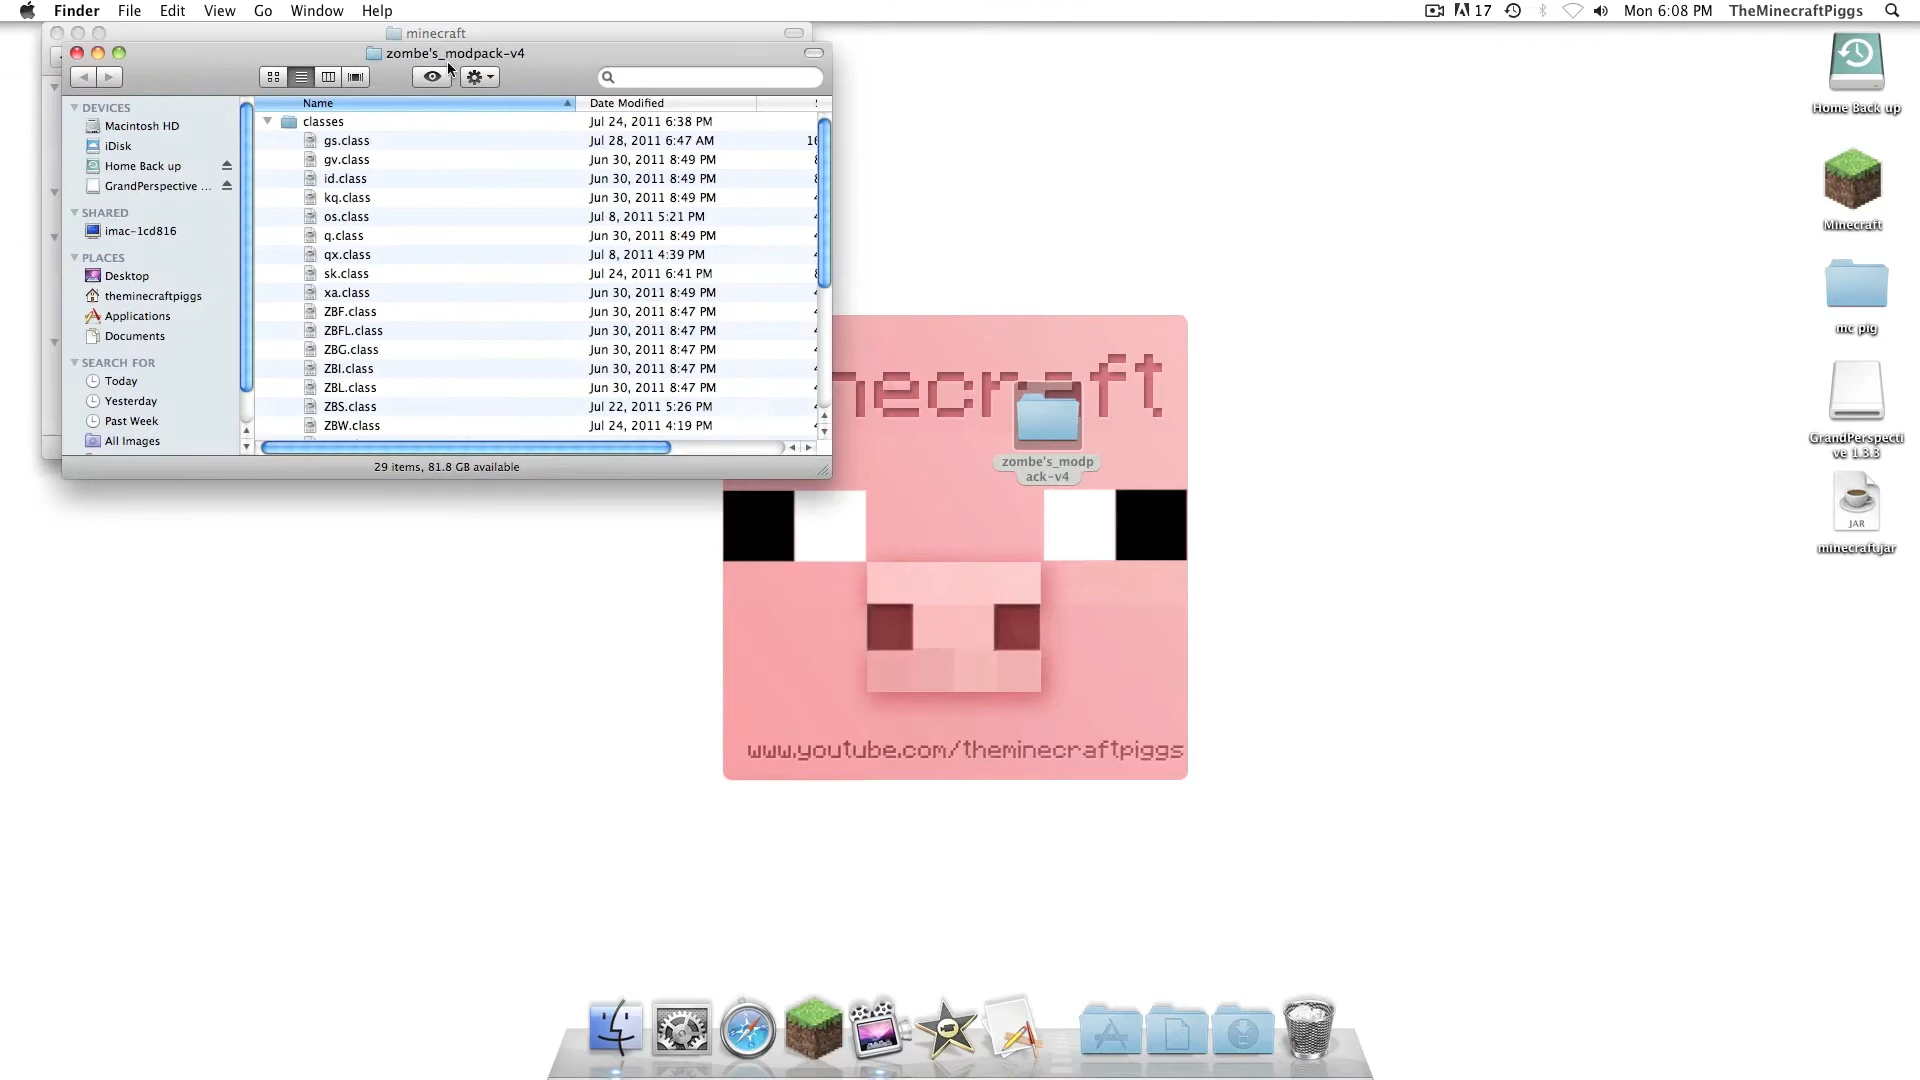 Finder File Edit View Go Window Help
17 Mon 6:08 PM TheMinecraftPiggs
minecraft
zombe's_modpack-v4
Name Date Modified
DEVICES
Macintosh HD
iDisk
Home Back up
GrandPerspective ...
SHARED
imac-1cd816
PLACES
Desktop
theminecraftpiggs
Applications
Documents
SEARCH FOR
Today
Yesterday
Past Week
All Images
classes Jul 24, 2011 6:38 PM
gs.class Jul 28, 2011 6:47 AM
gv.class Jun 30, 2011 8:49 PM
id.class Jun 30, 2011 8:49 PM
kq.class Jun 30, 2011 8:49 PM
os.class Jul 8, 2011 5:21 PM
q.class Jun 30, 2011 8:49 PM
qx.class Jul 8, 2011 4:39 PM
sk.class Jul 24, 2011 6:41 PM
xa.class Jun 30, 2011 8:49 PM
ZBF.class Jun 30, 2011 8:47 PM
ZBFL.class Jun 30, 2011 8:47 PM
ZBG.class Jun 30, 2011 8:47 PM
ZBI.class Jun 30, 2011 8:47 PM
ZBL.class Jun 30, 2011 8:47 PM
ZBS.class Jul 22, 2011 5:26 PM
ZBW.class Jul 24, 2011 4:19 PM
29 items, 81.8 GB available
necraft
zombe's_modp
ack-v4
www.youtube.com/theminecraftpiggs
Home Back up
Minecraft
mc pig
GrandPerspecti
ve 1.3.3
JAR
minecraft.jar